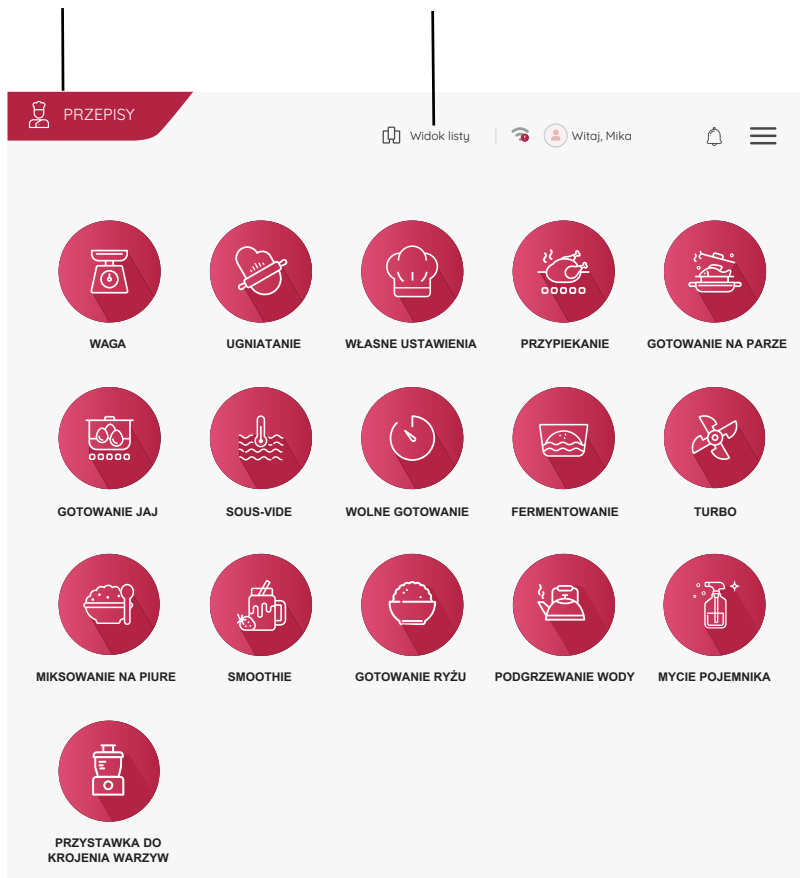 PRZEPISY
Widok listy
Witaj, Mika
WAGA
UGNIATANIE
WŁASNE USTAWIENIA
PRZYPIEKANIE
GOTOWANIE NA PARZE
GOTOWANIE JAJ
SOUS-VIDE
WOLNE GOTOWANIE
FERMENTOWANIE
TURBO
MIKSOWANIE NA PIURE
SMOOTHIE
GOTOWANIE RYŻU
PODGRZEWANIE WODY
MYCIE POJEMNIKA
PRZYSTAWKA DO
KROJENIA WARZYW